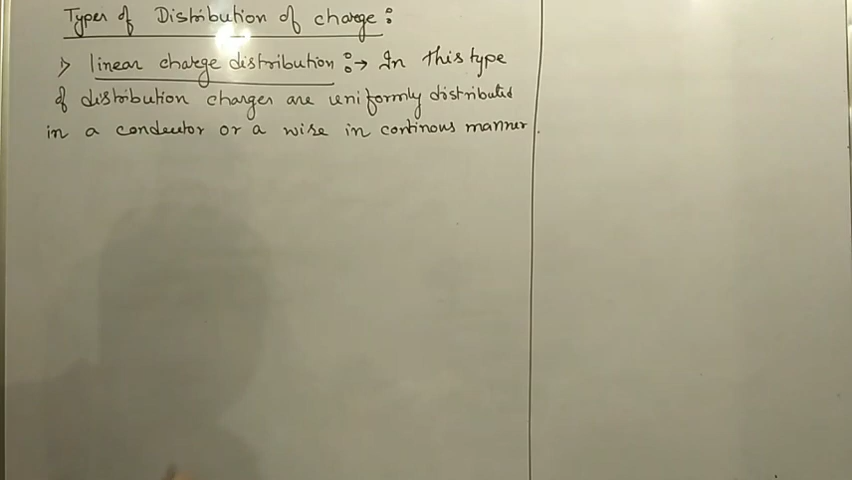 Types of Distribution of charge :
> linear charge distribution :→ In this type
of distribution charges are uniformly distributed
in a conductor or a wire in continous manner.